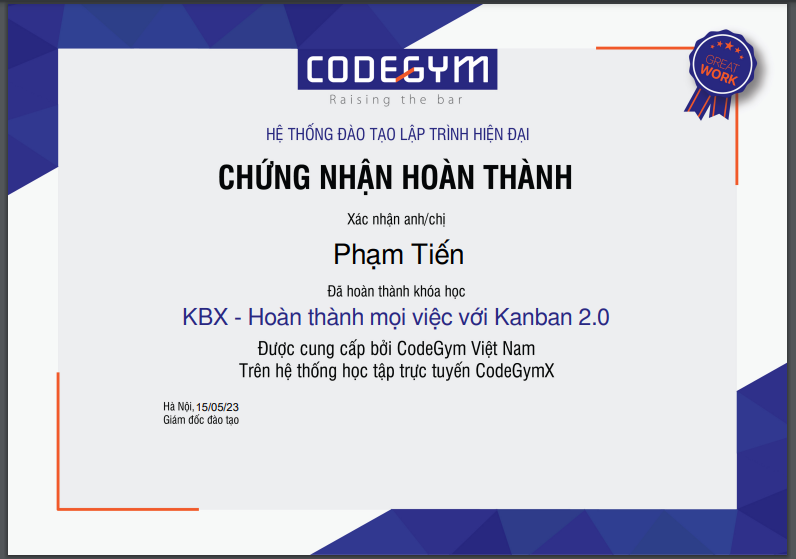 CODEGYM
Raising the bar
GREAT
WORK
HỆ THỐNG ĐÀO TẠO LẬP TRÌNH HIỆN ĐẠI
CHỨNG NHẬN HOÀN THÀNH
Xác nhận anh/chị
Phạm Tiến
Đã hoàn thành khóa học
KBX - Hoàn thành mọi việc với Kanban 2.0
Được cung cấp bởi CodeGym Việt Nam
Trên hệ thống học tập trực tuyến CodeGymX
Hà Nội, 15/05/23
Giám đốc đào tạo